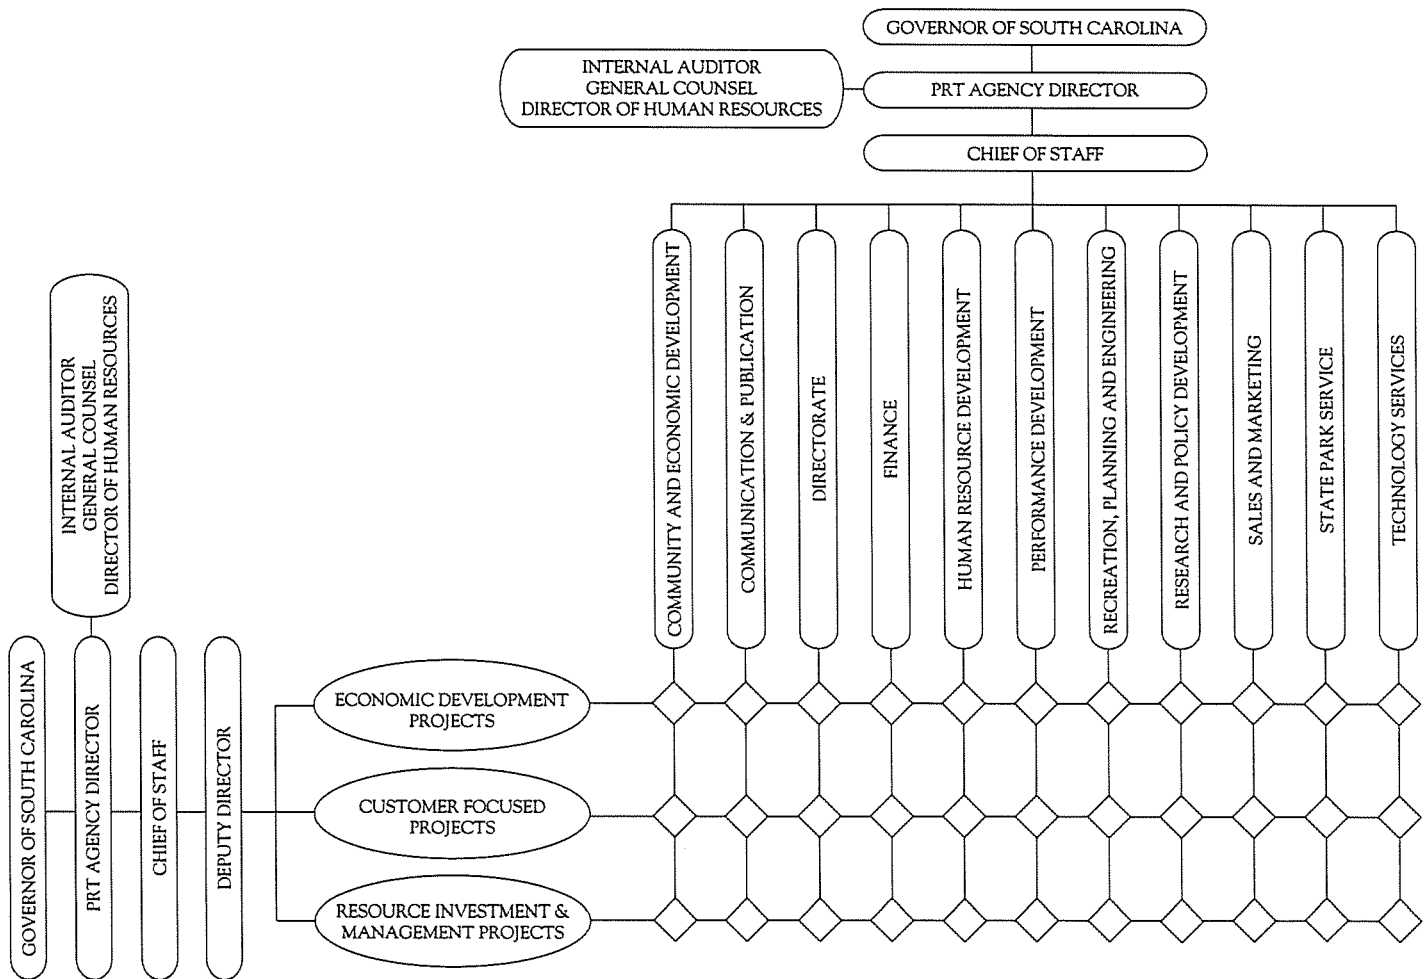 GOVERNOR OF SOUTH CAROLINA
INTERNAL AUDITOR
GENERAL COUNSEL
DIRECTOR OF HUMAN RESOURCES
PRT AGENCY DIRECTOR
CHIEF OF STAFF
COMMUNITY AND ECONOMIC DEVELOPMENT
COMMUNICATION & PUBLICATION
DIRECTORATE
FINANCE
HUMAN RESOURCE DEVELOPMENT
PERFORMANCE DEVELOPMENT
RECREATION, PLANNING AND ENGINEERING
RESEARCH AND POLICY DEVELOPMENT
SALES AND MARKETING
STATE PARK SERVICE
TECHNOLOGY SERVICES
INTERNAL AUDITOR
GENERAL COUNSEL
DIRECTOR OF HUMAN RESOURCES
GOVERNOR OF SOUTH CAROLINA
PRT AGENCY DIRECTOR
CHIEF OF STAFF
DEPUTY DIRECTOR
ECONOMIC DEVELOPMENT
PROJECTS
CUSTOMER FOCUSED
PROJECTS
RESOURCE INVESTMENT &
MANAGEMENT PROJECTS